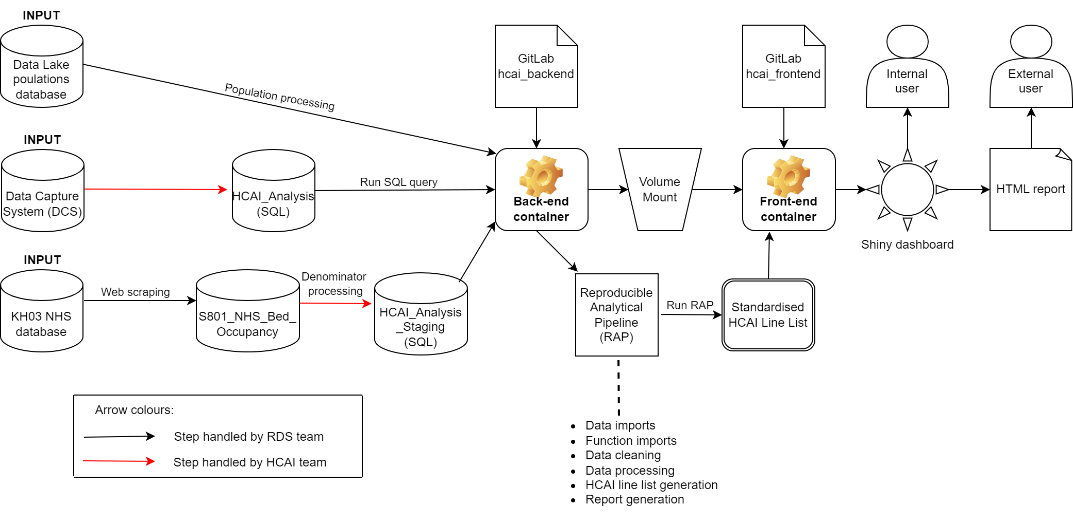 INPUT
Data Lake
poulations
database
Population processing
GitLab
hcai_backend
GitLab
hcai_frontend
Internal
user
External
user
INPUT
Data Capture
System (DCS)
HCAI_Analysis
(SQL)
Run SQL query
Back-end
container
Volume
Mount
Front-end
container
Shiny dashboard
HTML report
INPUT
KH03 NHS
database
Web scraping
S801_NHS_Bed_
Occupancy
Denominator
processing
HCAI_Analysis
_Staging
(SQL)
Reproducible
Analytical
Pipeline
(RAP)
Run RAP
Standardised
HCAI Line List
Arrow colours:
Step handled by RDS team
Step handled by HCAI team
• Data imports
• Function imports
• Data cleaning
• Data processing
• HCAI line list generation
• Report generation